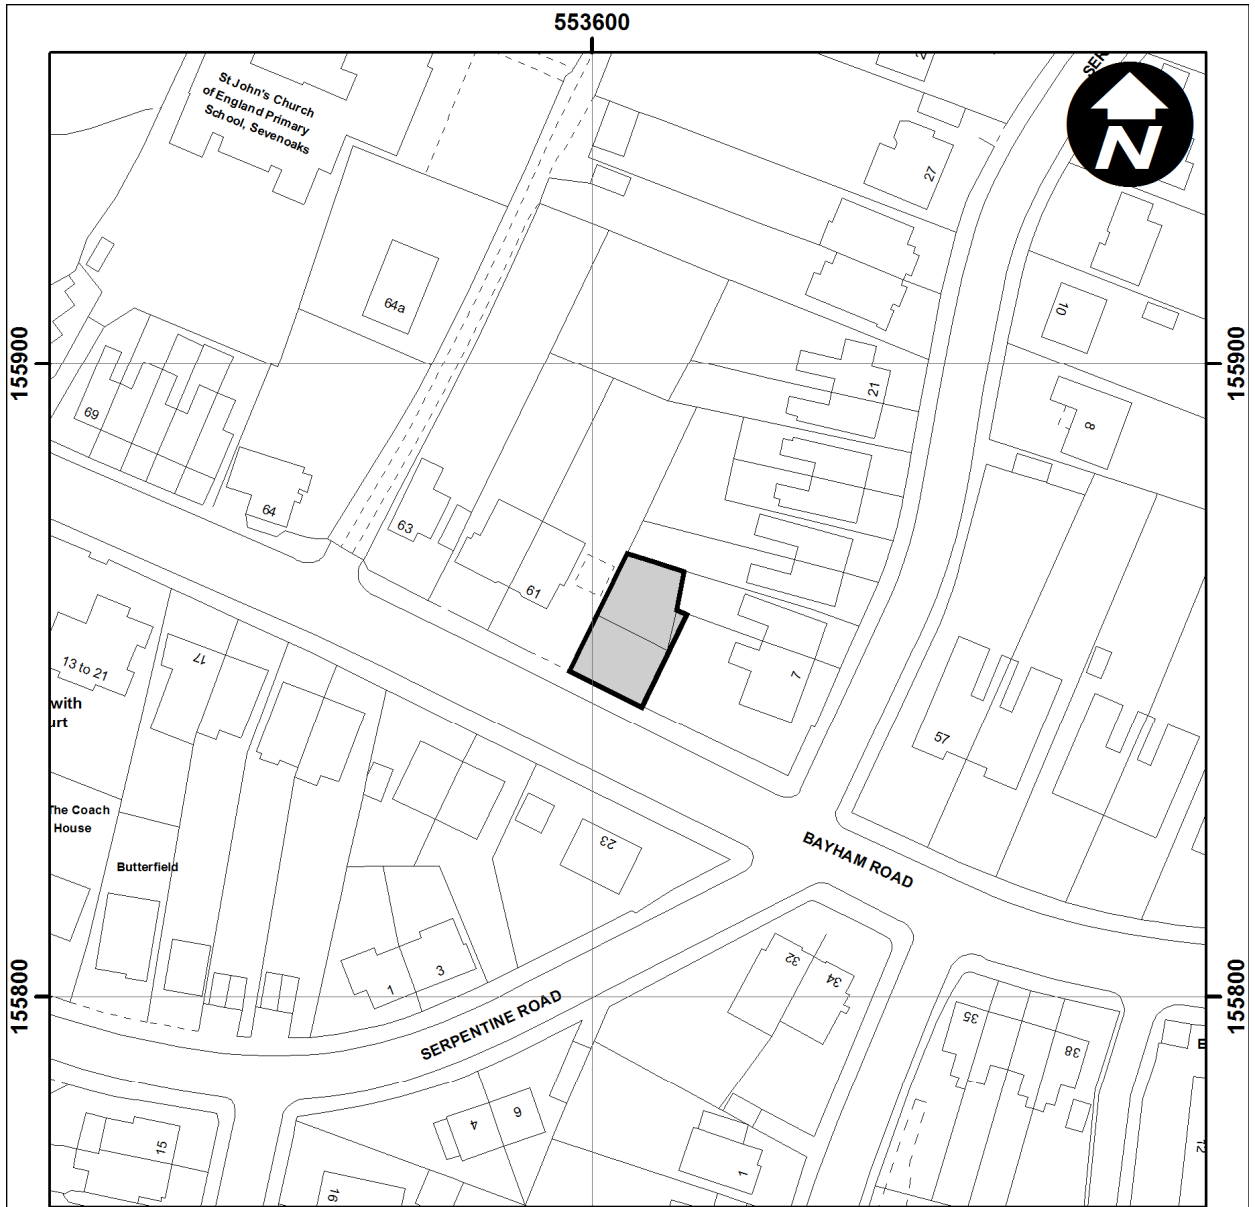 553600
St John's Church
of England Primary
School, Sevenoaks
N
27
64a
10
155900
155900
21
69
8
64
63
61
13 to 21
17
7
with
urt
57
The Coach
House
23
BAYHAM ROAD
Butterfield
32
34
3
1
155800
155800
SERPENTINE ROAD
35
38
E
6
4
15
1
12
16